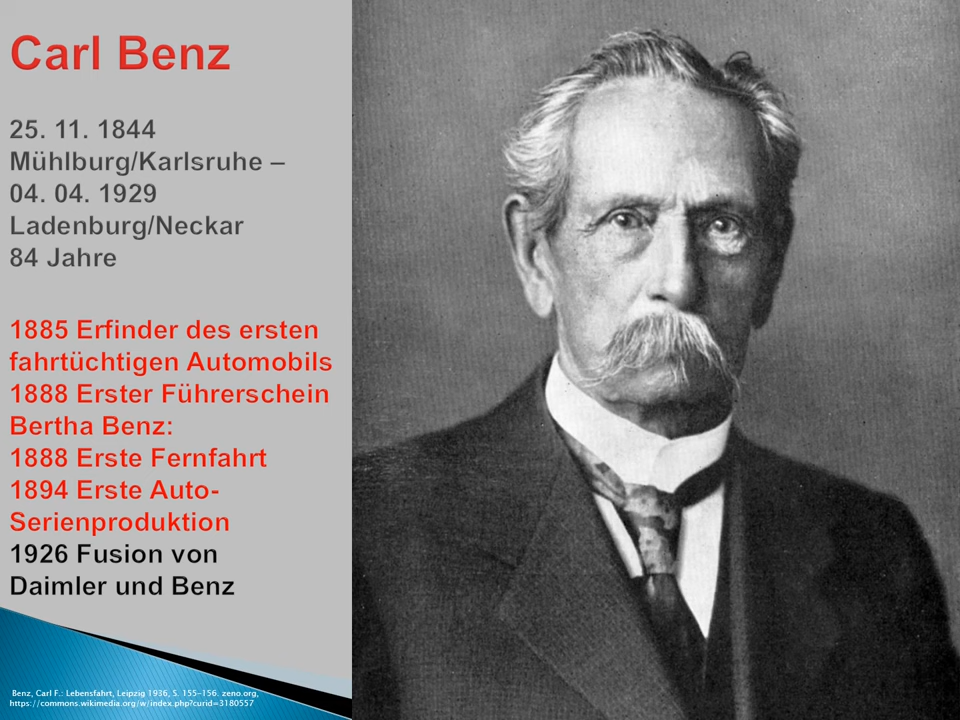 Carl Benz
25. 11. 1844
Mühlburg/Karlsruhe –
04. 04. 1929
Ladenburg/Neckar
84 Jahre
1885 Erfinder des ersten
fahrtüchtigen Automobils
1888 Erster Führerschein
Bertha Benz:
1888 Erste Fernfahrt
1894 Erste Auto-
Serienproduktion
1926 Fusion von
Daimler und Benz
Benz, Carl F.: Lebensfahrt, Leipzig 1936, S. 155-156. zeno.org,
https://commons.wikimedia.org/w/index.php?curid=3180557